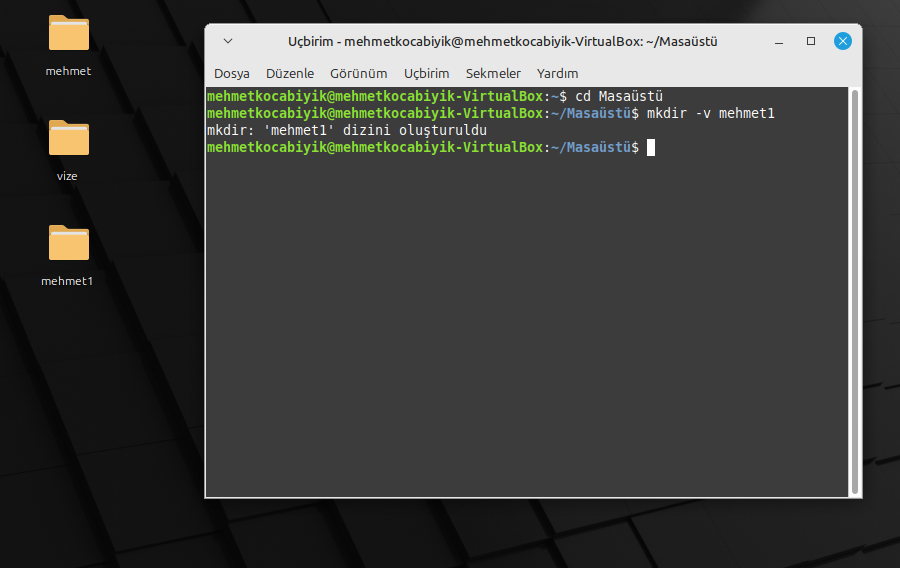 mehmet
vize
mehmet1
Uçbirim - mehmetkocabiyik@mehmetkocabiyik-VirtualBox: ~/Masaüstü
Dosya Düzenle Görünüm Uçbirim Sekmeler Yardım
mehmetkocabiyik@mehmetkocabiyik-VirtualBox:~$ cd Masaüstü
mehmetkocabiyik@mehmetkocabiyik-VirtualBox:~/Masaüstü$ mkdir -v mehmet1
mkdir: 'mehmet1' dizini oluşturuldu
mehmetkocabiyik@mehmetkocabiyik-VirtualBox:~/Masaüstü$